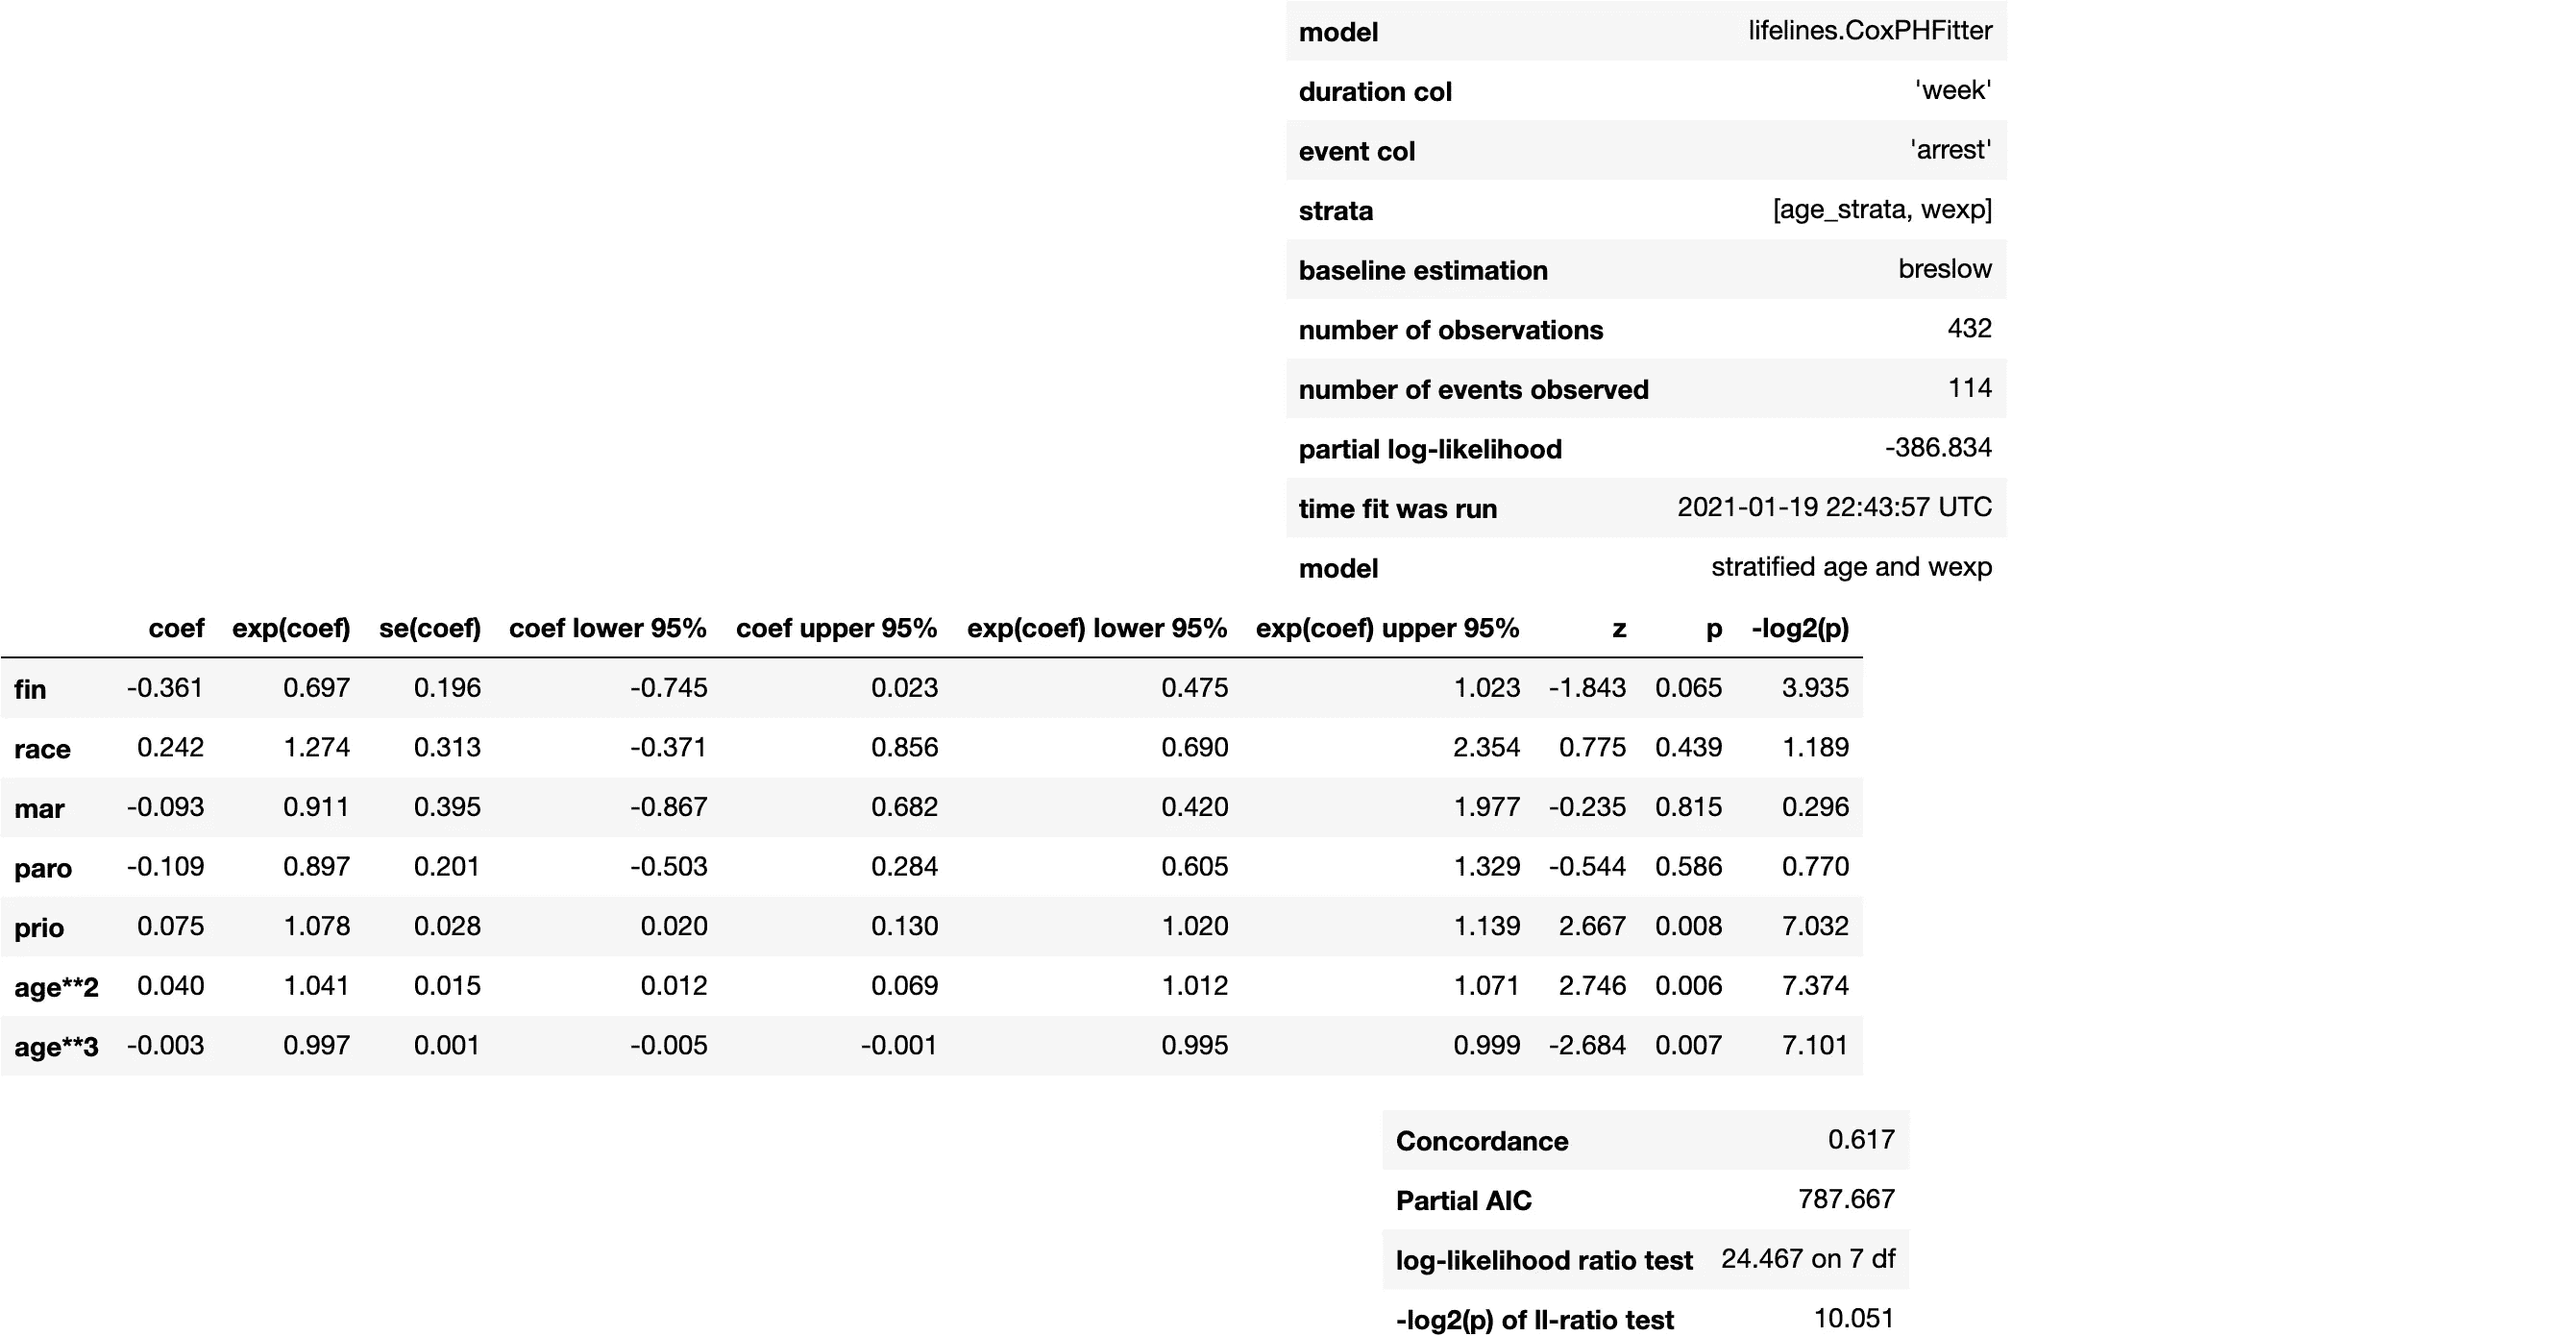 model lifelines.CoxPHFitter
duration col 'week'
event col 'arrest'
strata [age_strata, wexp]
baseline estimation breslow
number of observations 432
number of events observed 114
partial log-likelihood -386.834
time fit was run 2021-01-19 22:43:57 UTC
model stratified age and wexp
coef exp(coef) se(coef) coef lower 95% coef upper 95% exp(coef) lower 95% exp(coef) upper 95% z p -log2(p)
fin -0.361 0.697 0.196 -0.745 0.023 0.475 1.023 -1.843 0.065 3.935
race 0.242 1.274 0.313 -0.371 0.856 0.690 2.354 0.775 0.439 1.189
mar -0.093 0.911 0.395 -0.867 0.682 0.420 1.977 -0.235 0.815 0.296
paro -0.109 0.897 0.201 -0.503 0.284 0.605 1.329 -0.544 0.586 0.770
prio 0.075 1.078 0.028 0.020 0.130 1.020 1.139 2.667 0.008 7.032
age**2 0.040 1.041 0.015 0.012 0.069 1.012 1.071 2.746 0.006 7.374
age**3 -0.003 0.997 0.001 -0.005 -0.001 0.995 0.999 -2.684 0.007 7.101
Concordance 0.617
Partial AIC 787.667
log-likelihood ratio test 24.467 on 7 df
-log2(p) of ll-ratio test 10.051